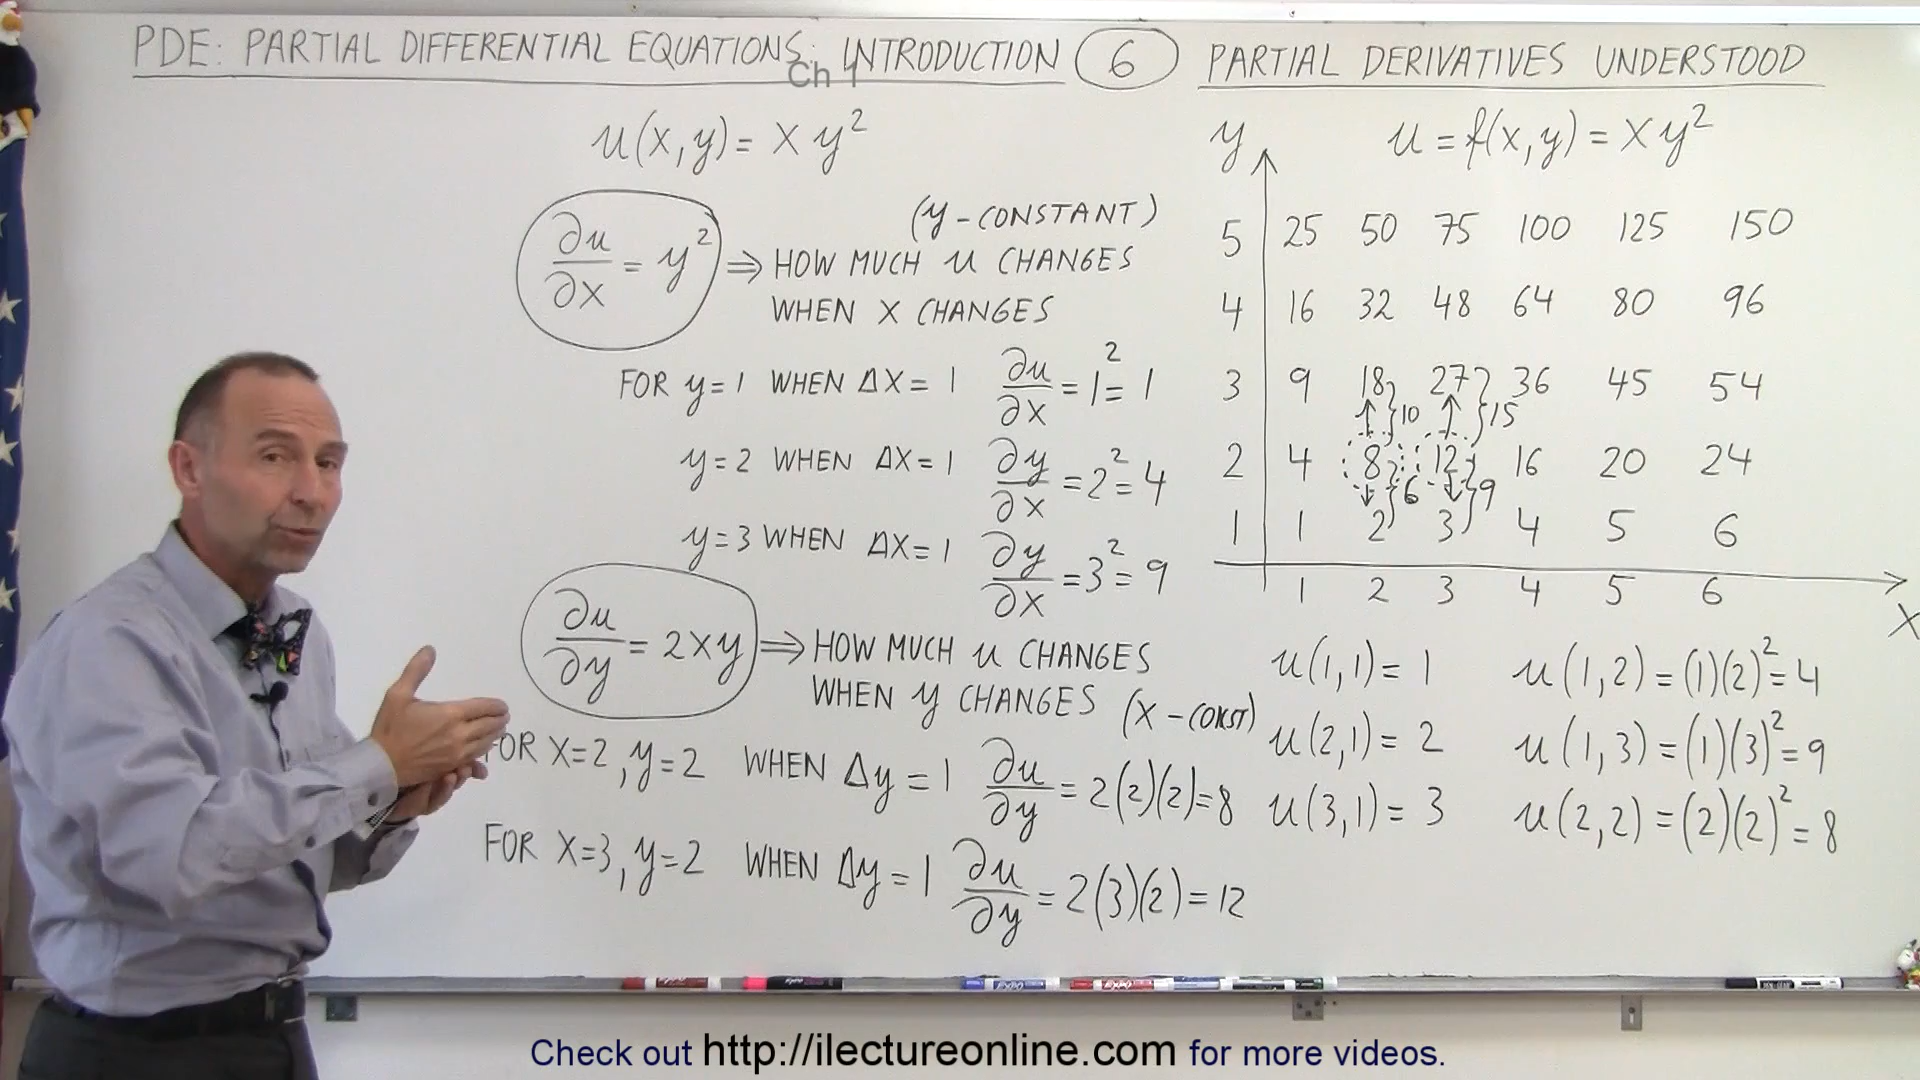 PDE: PARTIAL DIFFERENTIAL EQUATIONS: INTRODUCTION 6 PARTIAL DERIVATIVES UNDERSTOOD
Ch 1
u(x,y) = x y²
∂u/∂x = y² ⇒ HOW MUCH u CHANGES
(y - CONSTANT)
WHEN X CHANGES
FOR y=1 WHEN ΔX= 1 ∂u/∂x = 1² = 1
y=2 WHEN ΔX=1 ∂y/∂x = 2² = 4
y=3 WHEN ΔX=1 ∂y/∂x = 3² = 9
∂u/∂y = 2xy ⇒ HOW MUCH u CHANGES
WHEN y CHANGES (X - CONST)
FOR X=2, y=2 WHEN Δy = 1 ∂u/∂y = 2(2)(2)=8
FOR X=3, y=2 WHEN Δy = 1 ∂u/∂y = 2(3)(2) = 12
y u = f(x,y) = x y²
5 25 50 75 100 125 150
4 16 32 48 64 80 96
3 9 18 27 36 45 54
10 15
2 4 8 12 16 20 24
6 9
1 1 2 3 4 5 6
1 2 3 4 5 6
X
u(1,1) = 1 u(1,2) = (1)(2)² = 4
u(2,1) = 2 u(1,3) = (1)(3)² = 9
u(3,1) = 3 u(2,2) = (2)(2)² = 8
Check out http://ilectureonline.com for more videos.